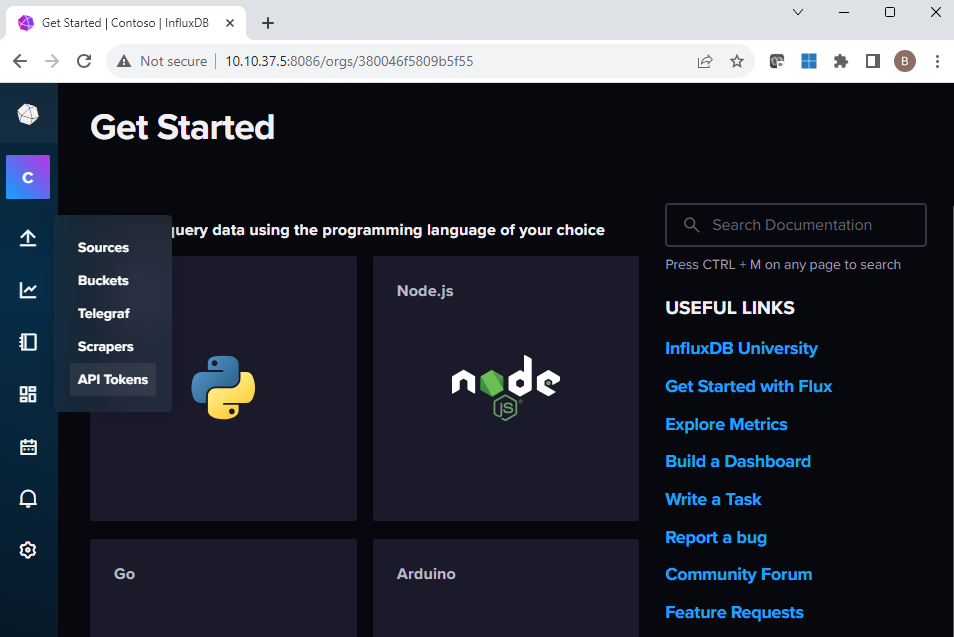 Get Started | Contoso | InfluxDB
Not secure
10.10.37.5:8086/orgs/380046f5809b5f55
B
Get Started
C
Sources
Buckets
Telegraf
Scrapers
API Tokens
query data using the programming language of your choice
Node.js
node
JS
Go
Arduino
Search Documentation
Press CTRL + M on any page to search
USEFUL LINKS
InfluxDB University
Get Started with Flux
Explore Metrics
Build a Dashboard
Write a Task
Report a bug
Community Forum
Feature Requests